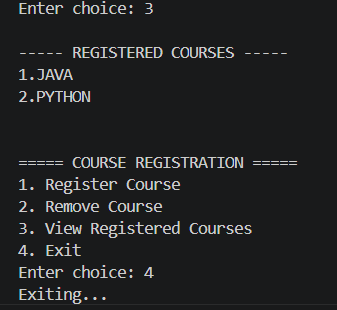 Enter choice: 3
----- REGISTERED COURSES -----
1.JAVA
2.PYTHON
===== COURSE REGISTRATION =====
1. Register Course
2. Remove Course
3. View Registered Courses
4. Exit
Enter choice: 4
Exiting...